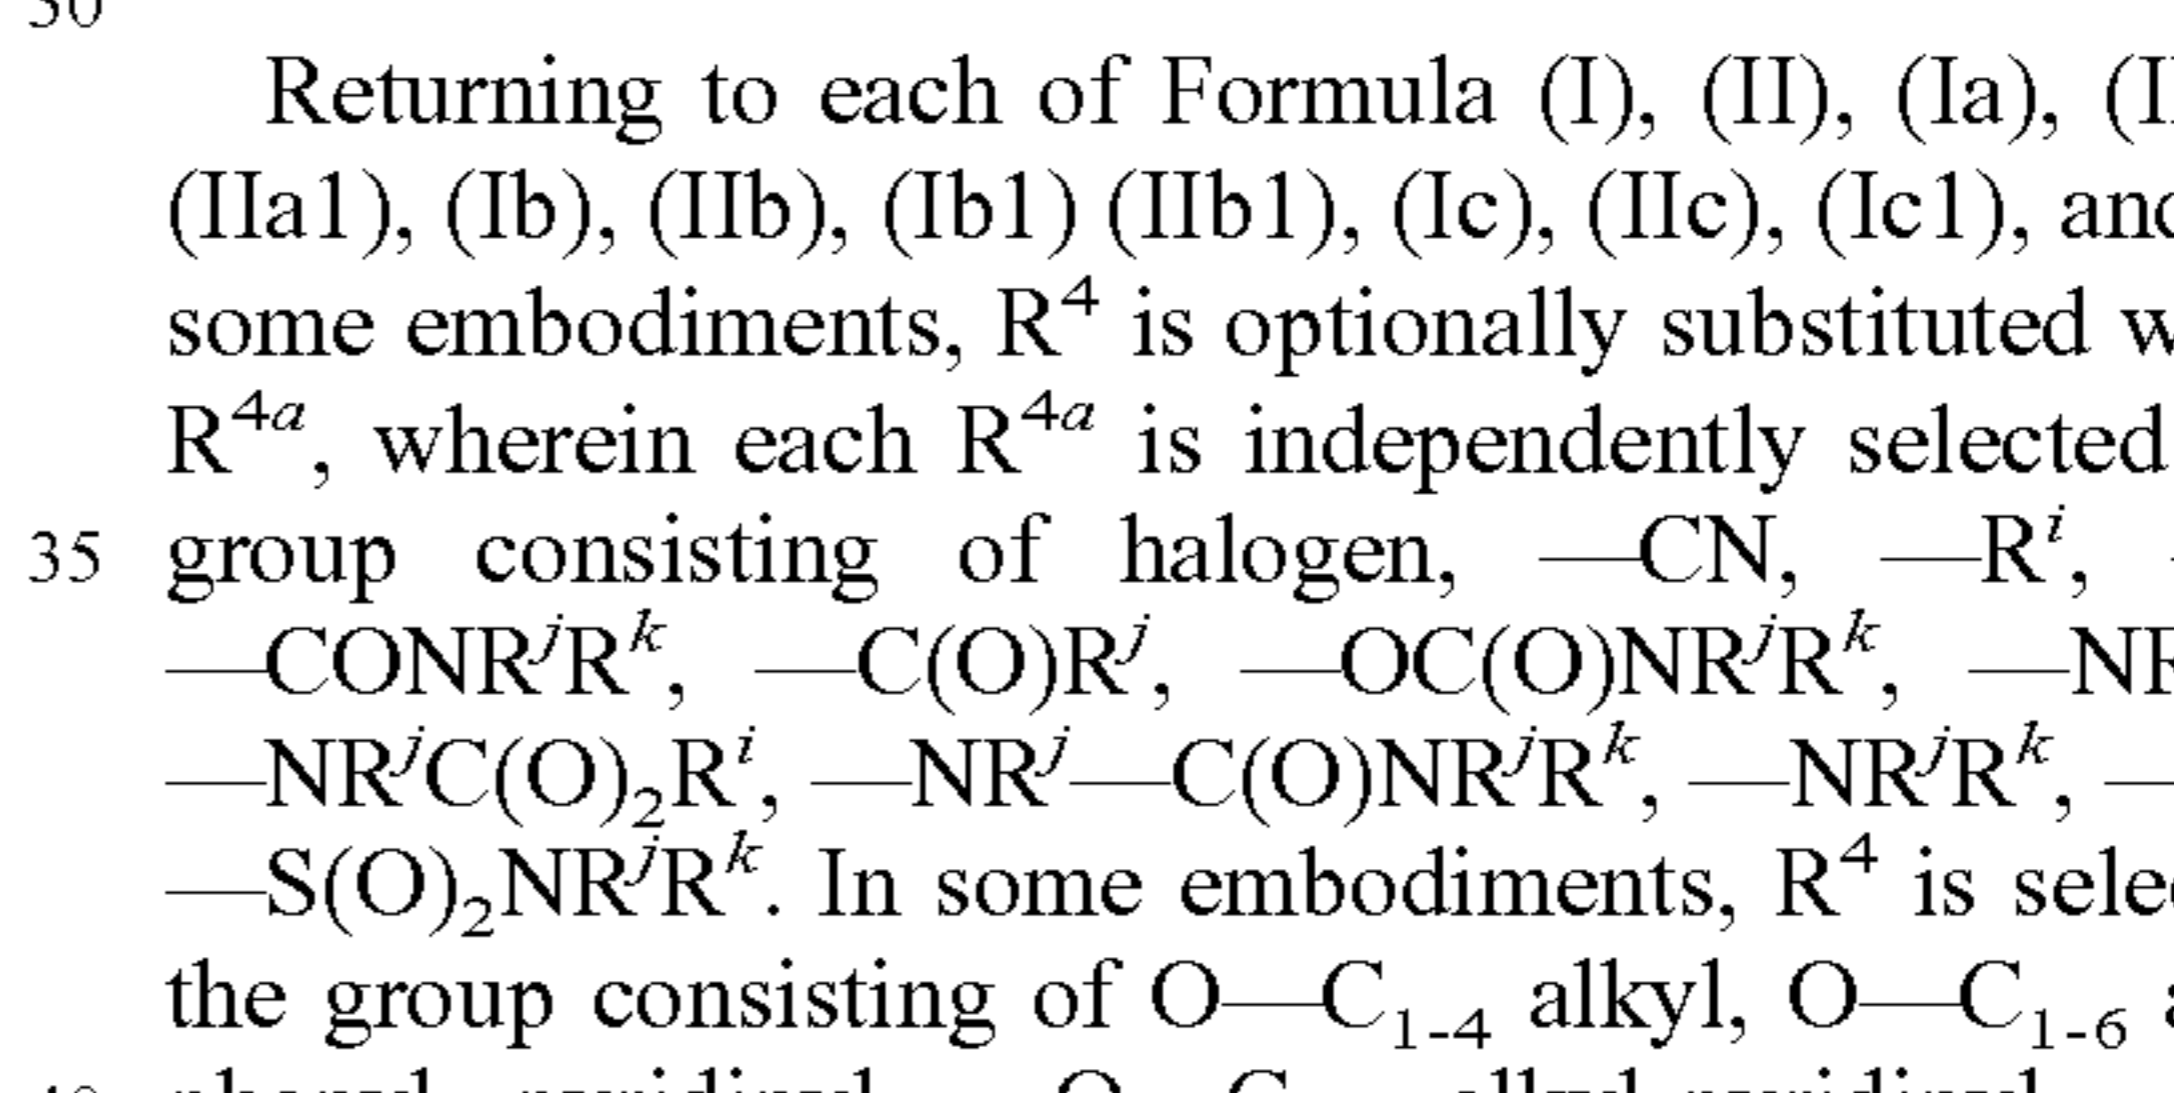 Returning to each of Formula (I), (II), (Ia),
(IIa1), (Ib), (IIb), (Ib1) (IIb1), (Ic), (IIc), (Ic1), and
some embodiments, R⁴ is optionally substituted
R⁴ᵃ, wherein each R⁴ᵃ is independently selected
35 group consisting of halogen, —CN, —Rⁱ,
—CONRʲRᵏ, —C(O)Rʲ, —OC(O)NRʲRᵏ, —NR
—NRʲC(O)₂Rⁱ, —NRʲ—C(O)NRʲRᵏ, —NRʲRᵏ, —
—S(O)₂NRʲRᵏ. In some embodiments, R⁴ is
the group consisting of O—C₁₋₄ alkyl, O—C₁₋₆